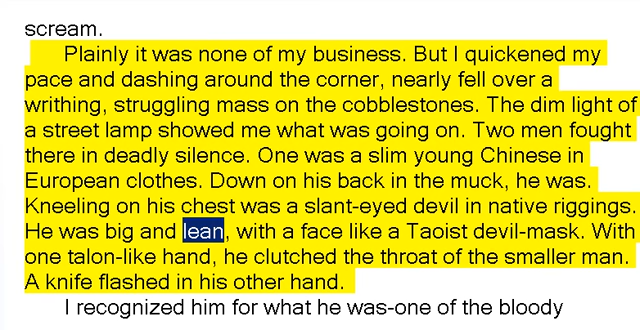 scream.
Plainly it was none of my business. But I quickened my
pace and dashing around the corner, nearly fell over a
writhing, struggling mass on the cobblestones. The dim light of
a street lamp showed me what was going on. Two men fought
there in deadly silence. One was a slim young Chinese in
European clothes. Down on his back in the muck, he was.
Kneeling on his chest was a slant-eyed devil in native riggings.
He was big and lean, with a face like a Taoist devil-mask. With
one talon-like hand, he clutched the throat of the smaller man.
A knife flashed in his other hand.
I recognized him for what he was-one of the bloody